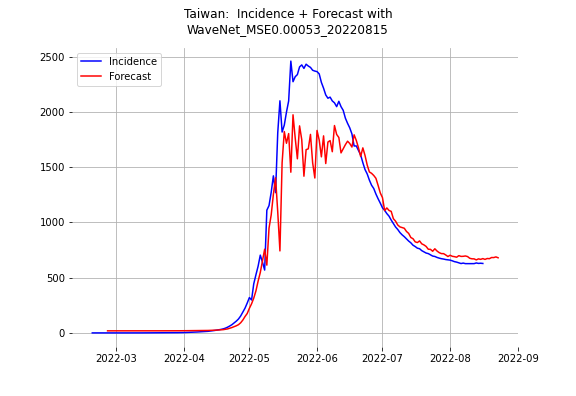 Taiwan:  Incidence + Forecast with
WaveNet_MSE0.00053_20220815
Incidence
Forecast
2500
2000
1500
1000
500
0
2022-03 2022-04 2022-05 2022-06 2022-07 2022-08 2022-09